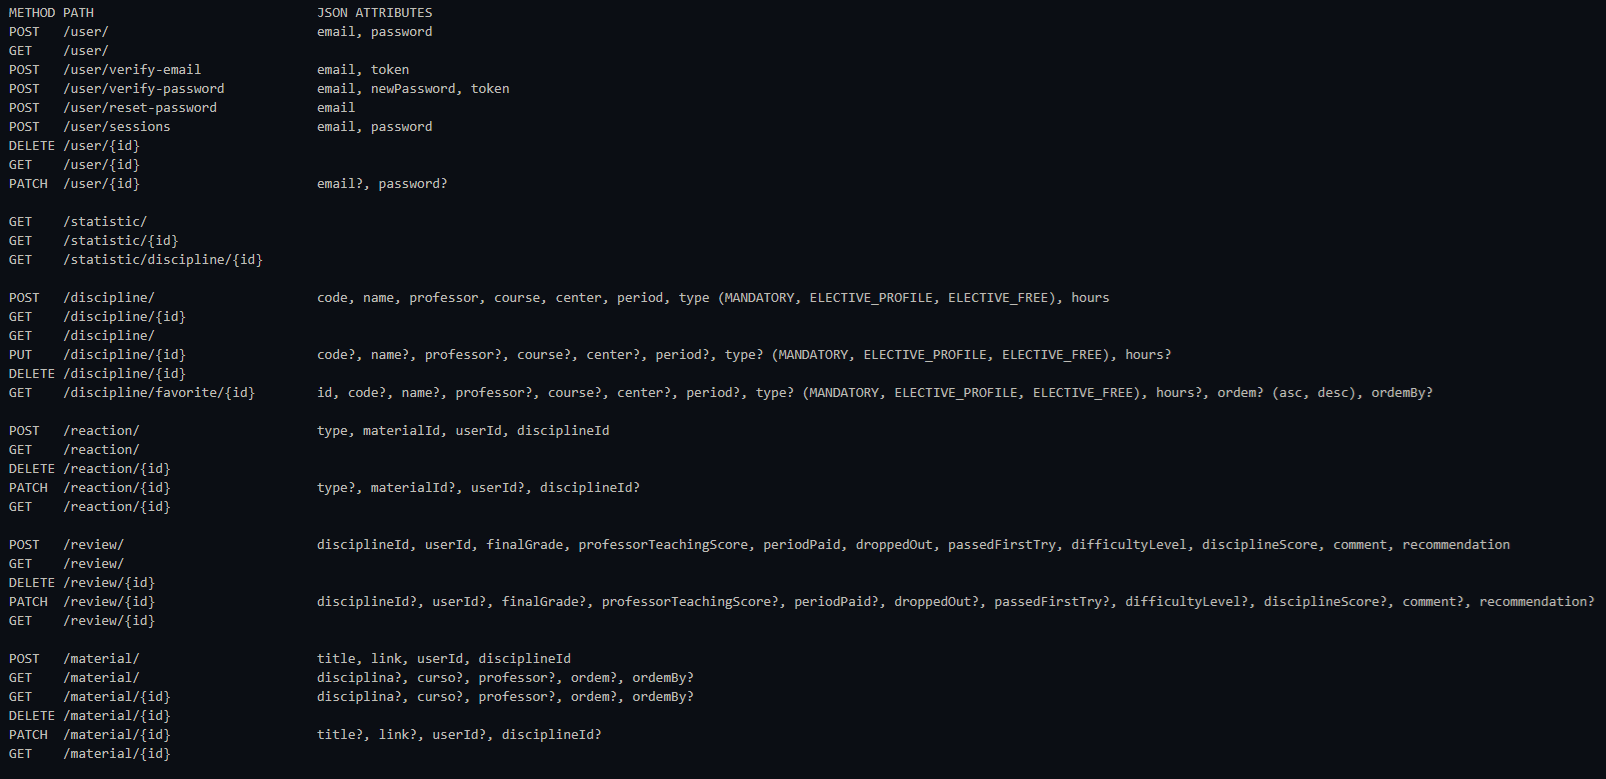 METHOD PATH JSON ATTRIBUTES
POST /user/ email, password
GET /user/
POST /user/verify-email email, token
POST /user/verify-password email, newPassword, token
POST /user/reset-password email
POST /user/sessions email, password
DELETE /user/{id}
GET /user/{id}
PATCH /user/{id} email?, password?
GET /statistic/
GET /statistic/{id}
GET /statistic/discipline/{id}
POST /discipline/ code, name, professor, course, center, period, type (MANDATORY, ELECTIVE_PROFILE, ELECTIVE_FREE), hours
GET /discipline/{id}
GET /discipline/
PUT /discipline/{id} code?, name?, professor?, course?, center?, period?, type? (MANDATORY, ELECTIVE_PROFILE, ELECTIVE_FREE), hours?
DELETE /discipline/{id}
GET /discipline/favorite/{id} id, code?, name?, professor?, course?, center?, period?, type? (MANDATORY, ELECTIVE_PROFILE, ELECTIVE_FREE), hours?, ordem? (asc, desc), ordemBy?
POST /reaction/ type, materialId, userId, disciplineId
GET /reaction/
DELETE /reaction/{id}
PATCH /reaction/{id} type?, materialId?, userId?, disciplineId?
GET /reaction/{id}
POST /review/ disciplineId, userId, finalGrade, professorTeachingScore, periodPaid, droppedOut, passedFirstTry, difficultyLevel, disciplineScore, comment, recommendation
GET /review/
DELETE /review/{id}
PATCH /review/{id} disciplineId?, userId?, finalGrade?, professorTeachingScore?, periodPaid?, droppedOut?, passedFirstTry?, difficultyLevel?, disciplineScore?, comment?, recommendation?
GET /review/{id}
POST /material/ title, link, userId, disciplineId
GET /material/ disciplina?, curso?, professor?, ordem?, ordemBy?
GET /material/{id} disciplina?, curso?, professor?, ordem?, ordemBy?
DELETE /material/{id}
PATCH /material/{id} title?, link?, userId?, disciplineId?
GET /material/{id}